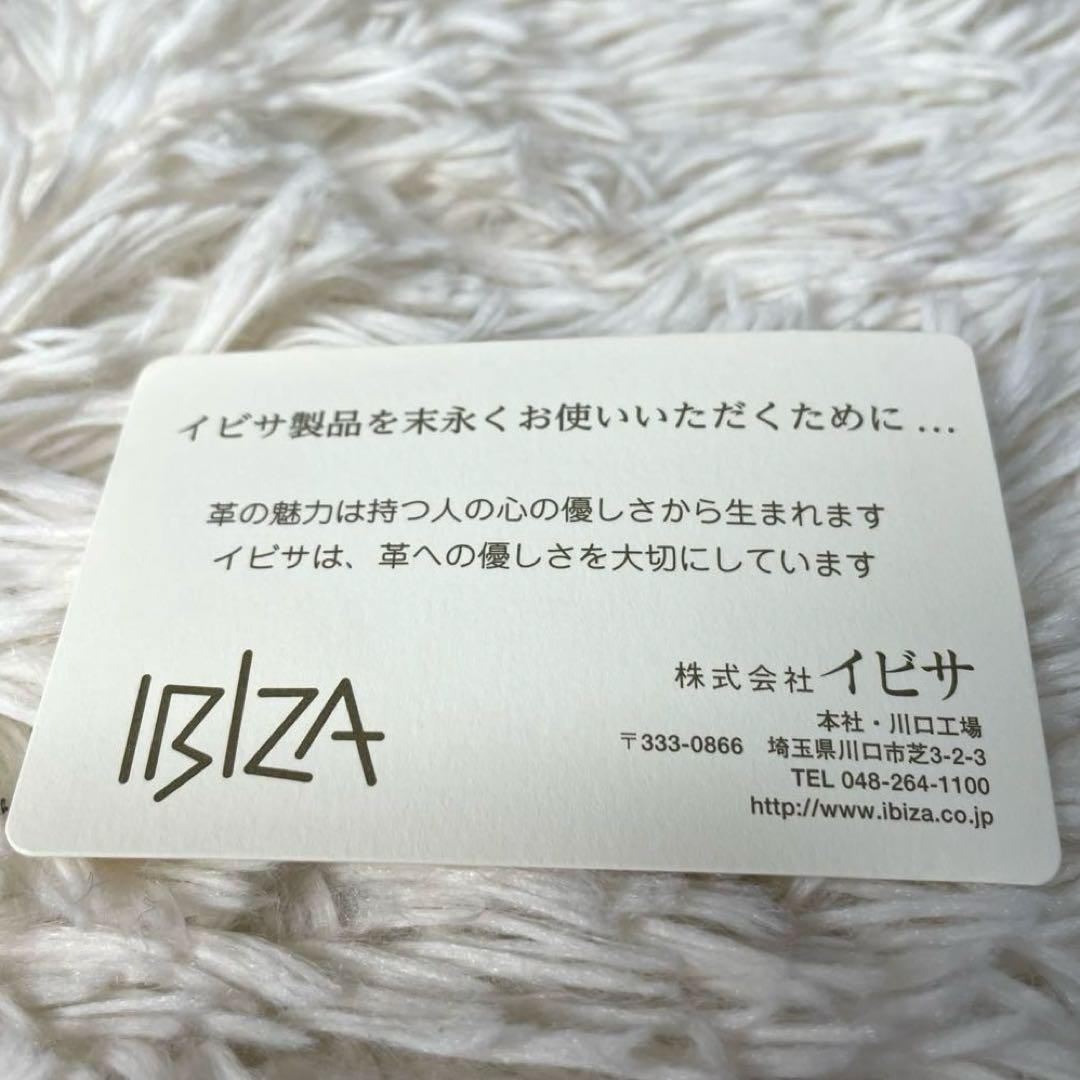 イビサ製品を末永くお使いいただくために...
革の魅力は持つ人の心の優しさから生まれます
イビサは、革への優しさを大切にしています
IBIZA
株式会社イビサ
本社・川口工場
〒333-0866 埼玉県川口市芝3-2-3
TEL 048-264-1100
http://www.ibiza.co.jp